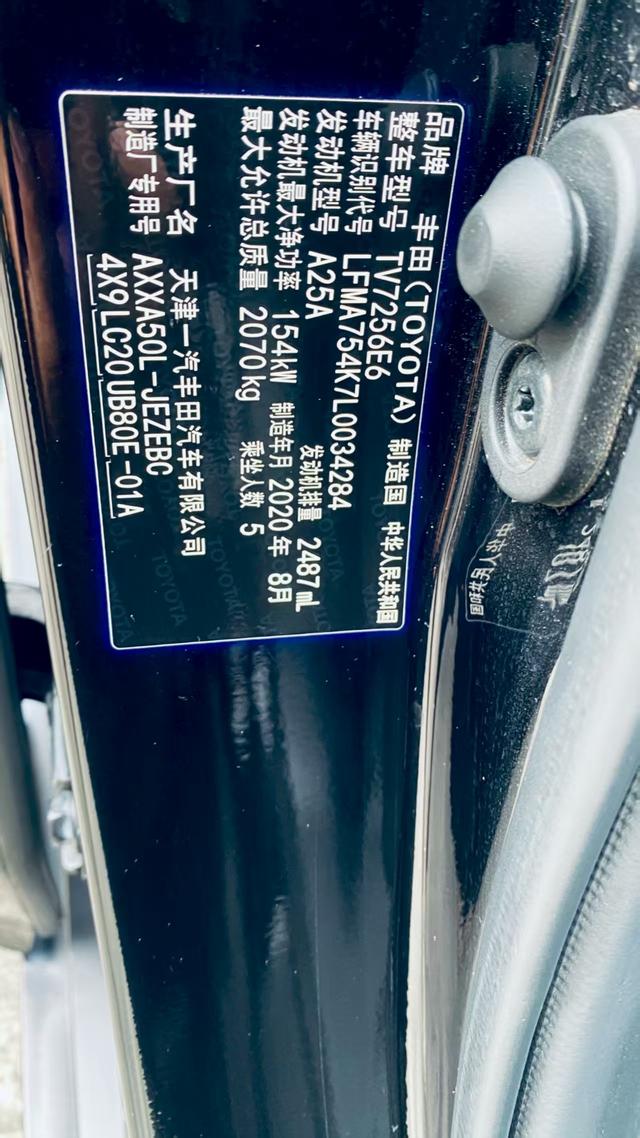 品牌 丰田(TOYOTA) 制造国 中华人民共和国
整车型号 TV7256E6
车辆识别代号 LFMA754K7L0034284
发动机型号 A25A 发动机排量 2487mL
发动机最大净功率 154kW 制造年月 2020年 8月
最大允许总质量 2070kg 乘坐人数 5
生产厂名 天津一汽丰田汽车有限公司
制造厂专用号 AXXA50L-JEZEBC
4X9LC20UB80E-01A